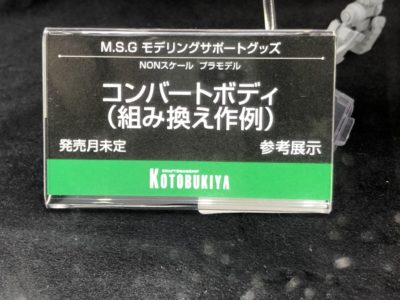 M.S.G モデリングサポートグッズ
NONスケール プラモデル
コンバートボディ
（組み換え作例）
発売月未定 参考展示
KOTOBUKIYA